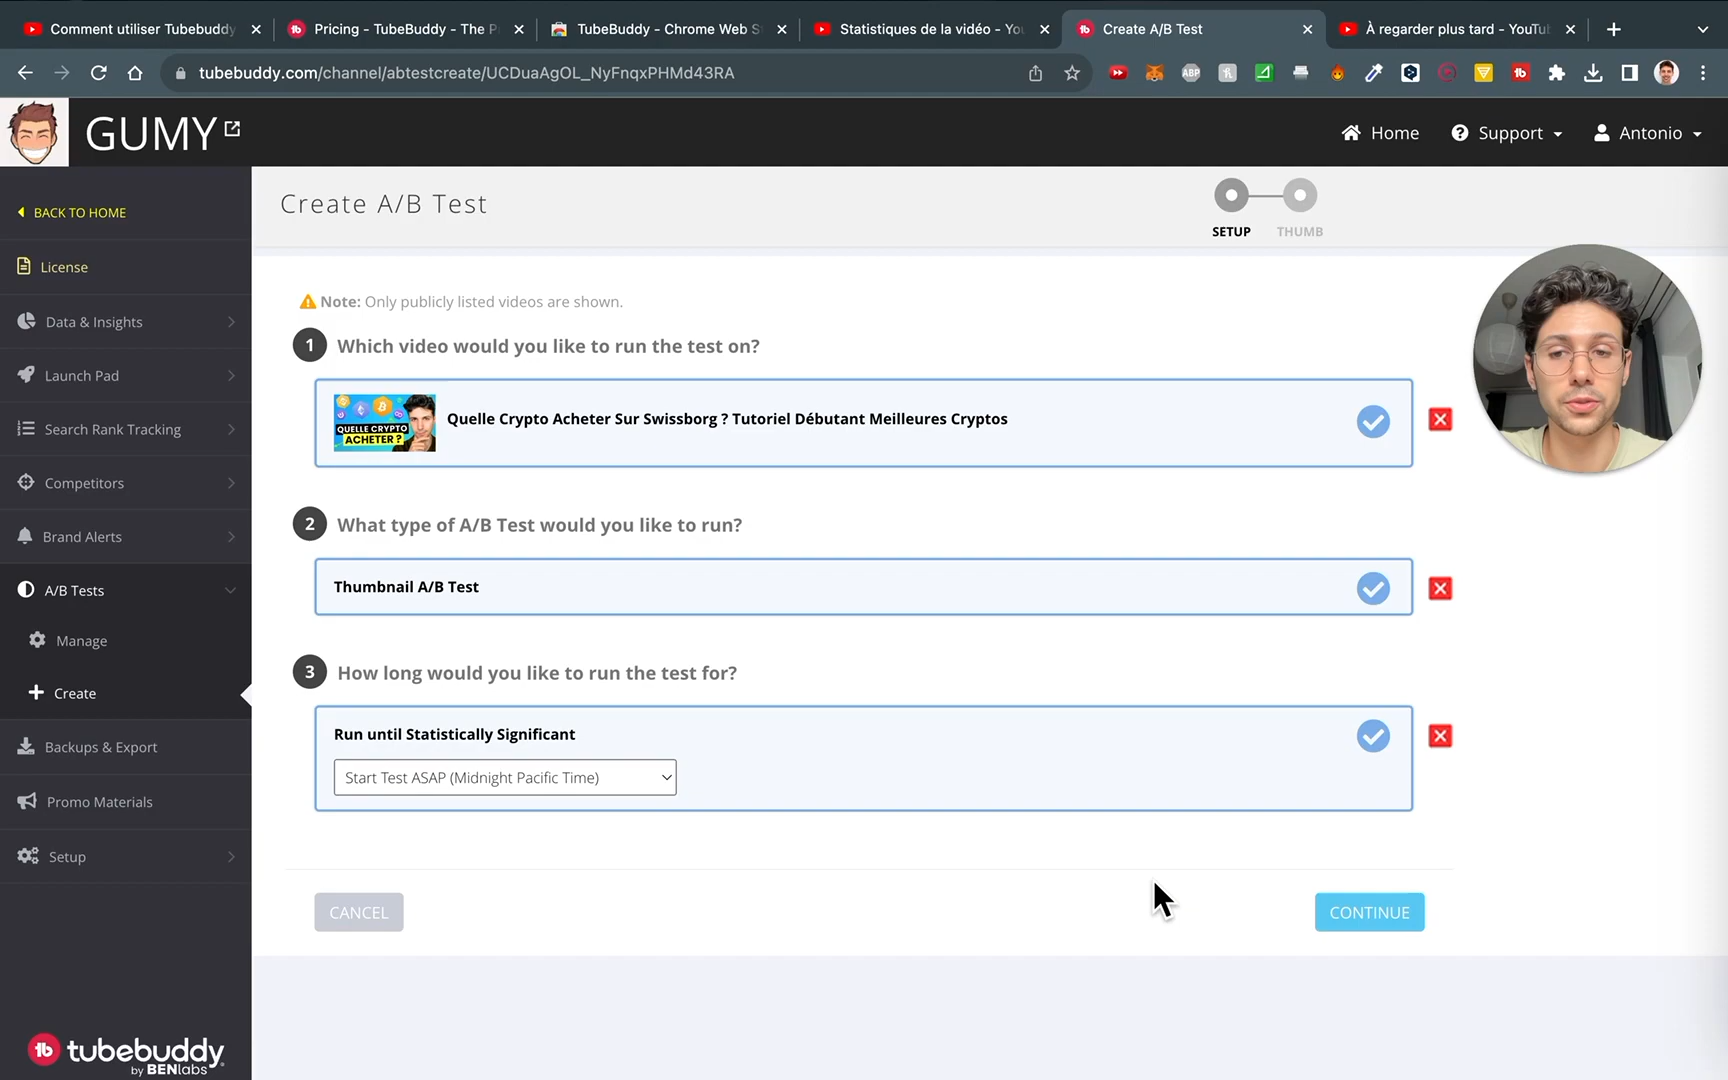 Comment utiliser Tubebuddy
Pricing - TubeBuddy - The P
TubeBuddy - Chrome Web S
Statistiques de la vidéo - You
Create A/B Test
À regarder plus tard - YouTub
tubebuddy.com/channel/abtestcreate/UCDuaAgOL_NyFnqxPHMd43RA
ABP
GUMY
Home
Support
Antonio
BACK TO HOME
License
Data & Insights
Launch Pad
Search Rank Tracking
Competitors
Brand Alerts
A/B Tests
Manage
Create
Backups & Export
Promo Materials
Setup
tb tubebuddy
by BENlabs
Create A/B Test
SETUP
THUMB
Note: Only publicly listed videos are shown.
1 Which video would you like to run the test on?
QUELLE CRYPTO
ACHETER ?
Quelle Crypto Acheter Sur Swissborg ? Tutoriel Débutant Meilleures Cryptos
2 What type of A/B Test would you like to run?
Thumbnail A/B Test
3 How long would you like to run the test for?
Run until Statistically Significant
Start Test ASAP (Midnight Pacific Time)
CANCEL
CONTINUE